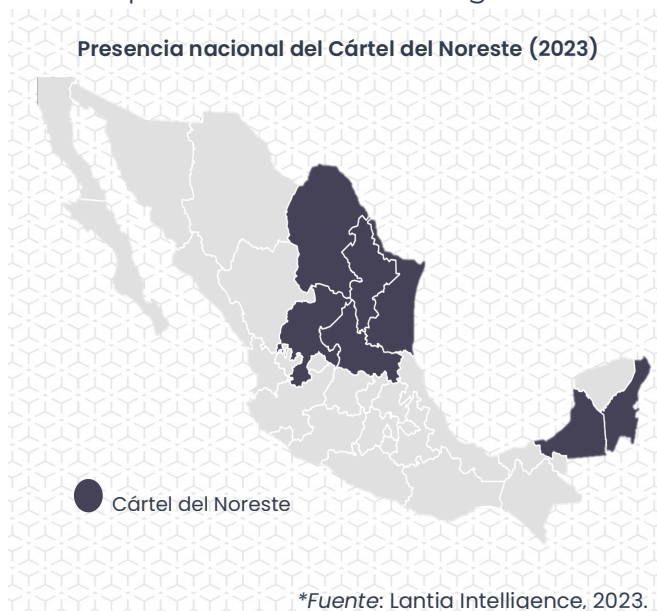 Presencia nacional del Cártel del Noreste (2023)
Cártel del Noreste
*Fuente: Lantia Intelligence, 2023.